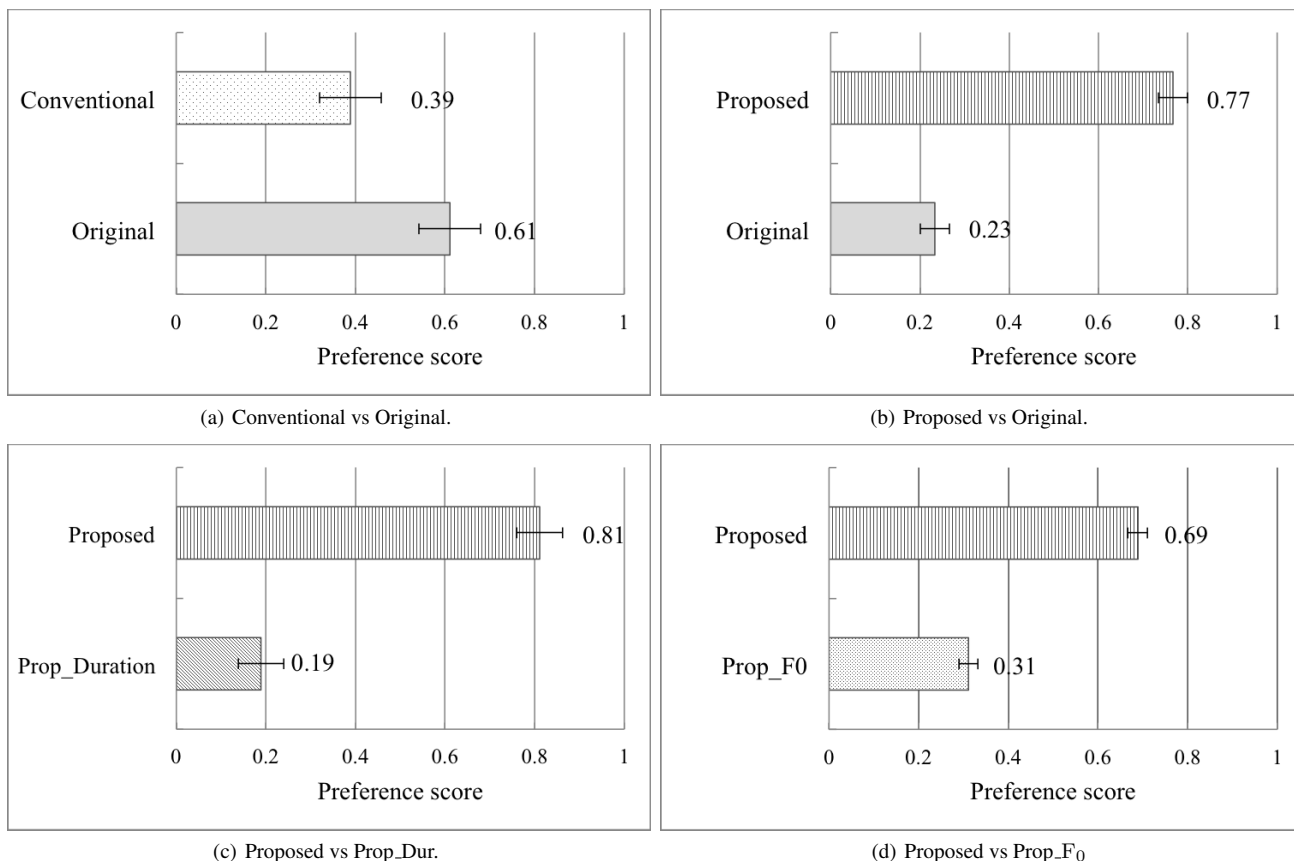 Conventional
0.39
Original
0.61
0 0.2 0.4 0.6 0.8 1
Preference score
(a) Conventional vs Original.
Proposed
0.77
Original
0.23
0 0.2 0.4 0.6 0.8 1
Preference score
(b) Proposed vs Original.
Proposed
0.81
Prop_Duration
0.19
0 0.2 0.4 0.6 0.8 1
Preference score
(c) Proposed vs Prop_Dur.
Proposed
0.69
Prop_F0
0.31
0 0.2 0.4 0.6 0.8 1
Preference score
(d) Proposed vs Prop_F₀